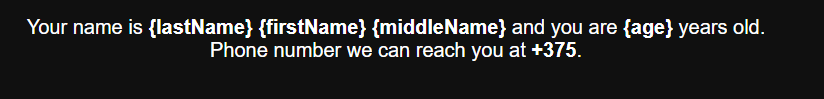 Your name is {lastName} {firstName} {middleName} and you are {age} years old.
Phone number we can reach you at +375.